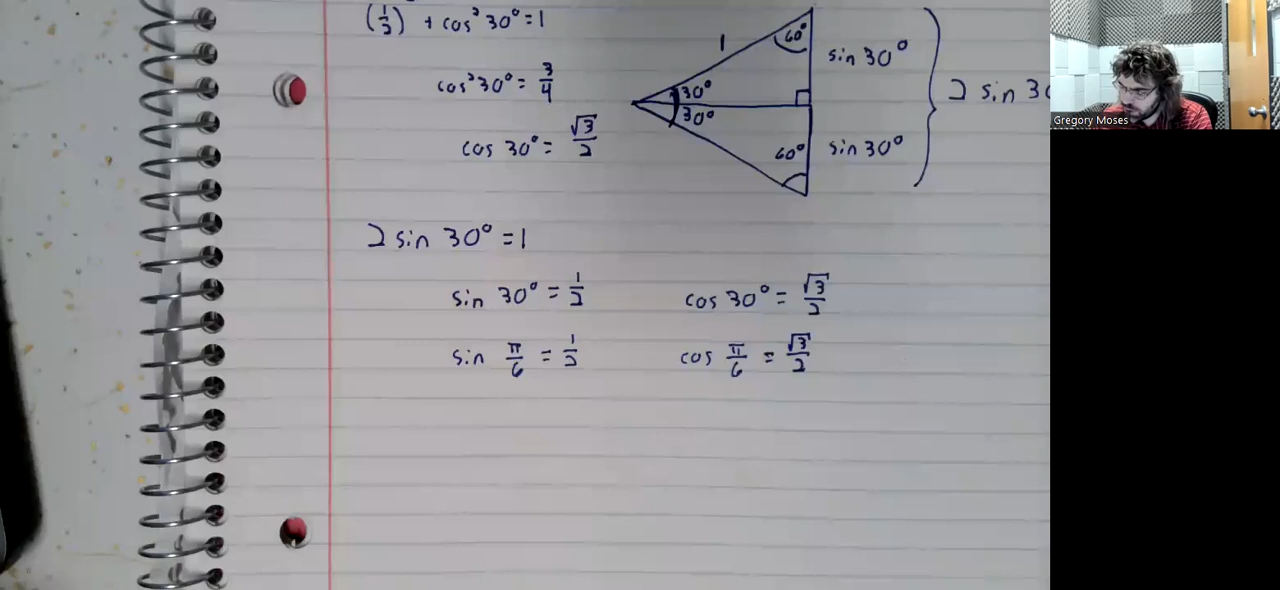 (1/2) + cos² 30° = 1
cos² 30° = 3/4
cos 30° = √3/2
1
60°
30°
30°
60°
sin 30°
sin 30°
2 sin 30
2 sin 30° = 1
sin 30° = 1/2
cos 30° = √3/2
sin π/6 = 1/2
cos π/6 = √3/2
Gregory Moses